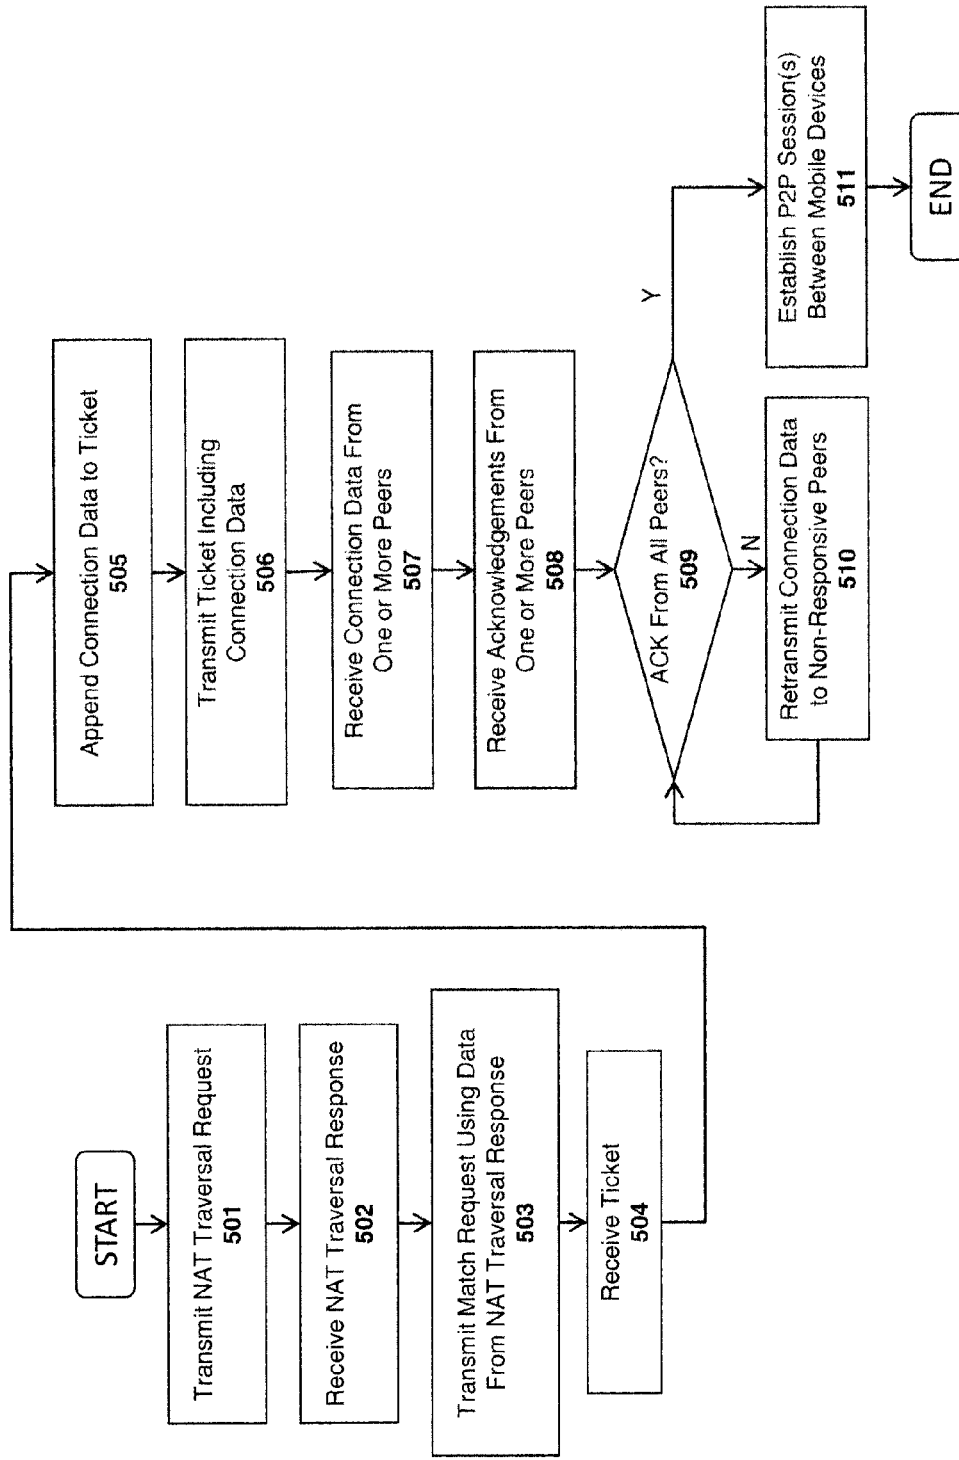 START
Transmit NAT Traversal Request
501
Receive NAT Traversal Response
502
Transmit Match Request Using Data
From NAT Traversal Response
503
Receive Ticket
504
Append Connection Data to Ticket
505
Transmit Ticket Including
Connection Data
506
Receive Connection Data From
One or More Peers
507
Receive Acknowledgements From
One or More Peers
508
ACK From All Peers?
509
Y
N
Retransmit Connection Data
to Non-Responsive Peers
510
Establish P2P Session(s)
Between Mobile Devices
511
END